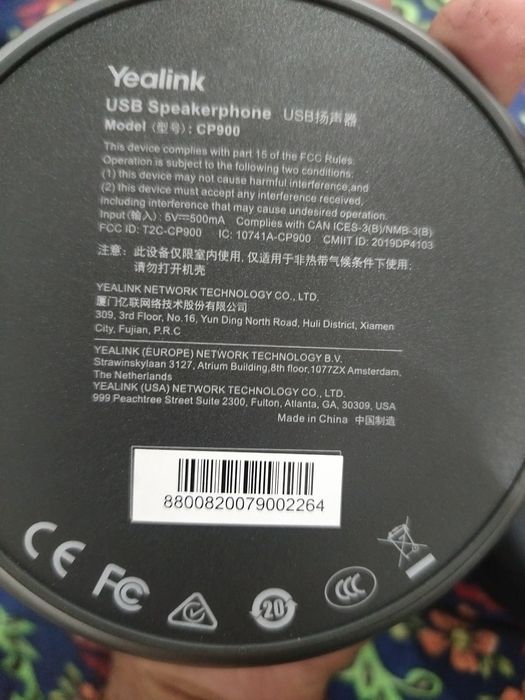 Yealink
USB Speakerphone USB扬声器
Model (型号): CP900
This device complies with part 15 of the FCC Rules.
Operation is subject to the following two conditions:
(1) this device may not cause harmful interference,and
(2) this device must accept any interference received,
including interference that may cause undesired operation.
Input (输入): 5V⎓500mA Complies with CAN ICES-3(B)/NMB-3(B)
FCC ID: T2C-CP900 IC: 10741A-CP900 CMIIT ID: 2019DP4103
注意: 此设备仅限室内使用, 仅适用于非热带气候条件下使用;
请勿打开机壳
YEALINK NETWORK TECHNOLOGY CO., LTD.
厦门亿联网络技术股份有限公司
309, 3rd Floor, No.16, Yun Ding North Road, Huli District, Xiamen
City, Fujian, P.R.C
YEALINK (EUROPE) NETWORK TECHNOLOGY B.V.
Strawinskylaan 3127, Atrium Building,8th floor,1077ZX Amsterdam,
The Netherlands
YEALINK (USA) NETWORK TECHNOLOGY CO., LTD.
999 Peachtree Street Suite 2300, Fulton, Atlanta, GA, 30309, USA
Made in China 中国制造
8800820079002264
CE FC 20 CCC